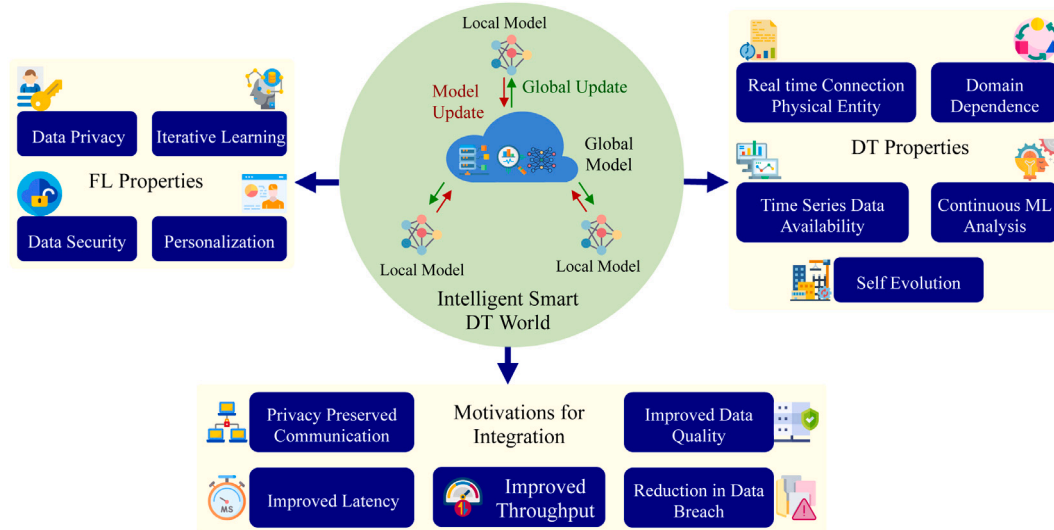 Local Model
Model
Update
Global Update
Global
Model
Local Model
Local Model
Intelligent Smart
DT World
Data Privacy
Iterative Learning
FL Properties
Data Security
Personalization
Real time Connection
Physical Entity
Domain
Dependence
DT Properties
Time Series Data
Availability
Continuous ML
Analysis
Self Evolution
Privacy Preserved
Communication
Motivations for
Integration
Improved Data
Quality
MS
Improved Latency
Improved
Throughput
Reduction in Data
Breach